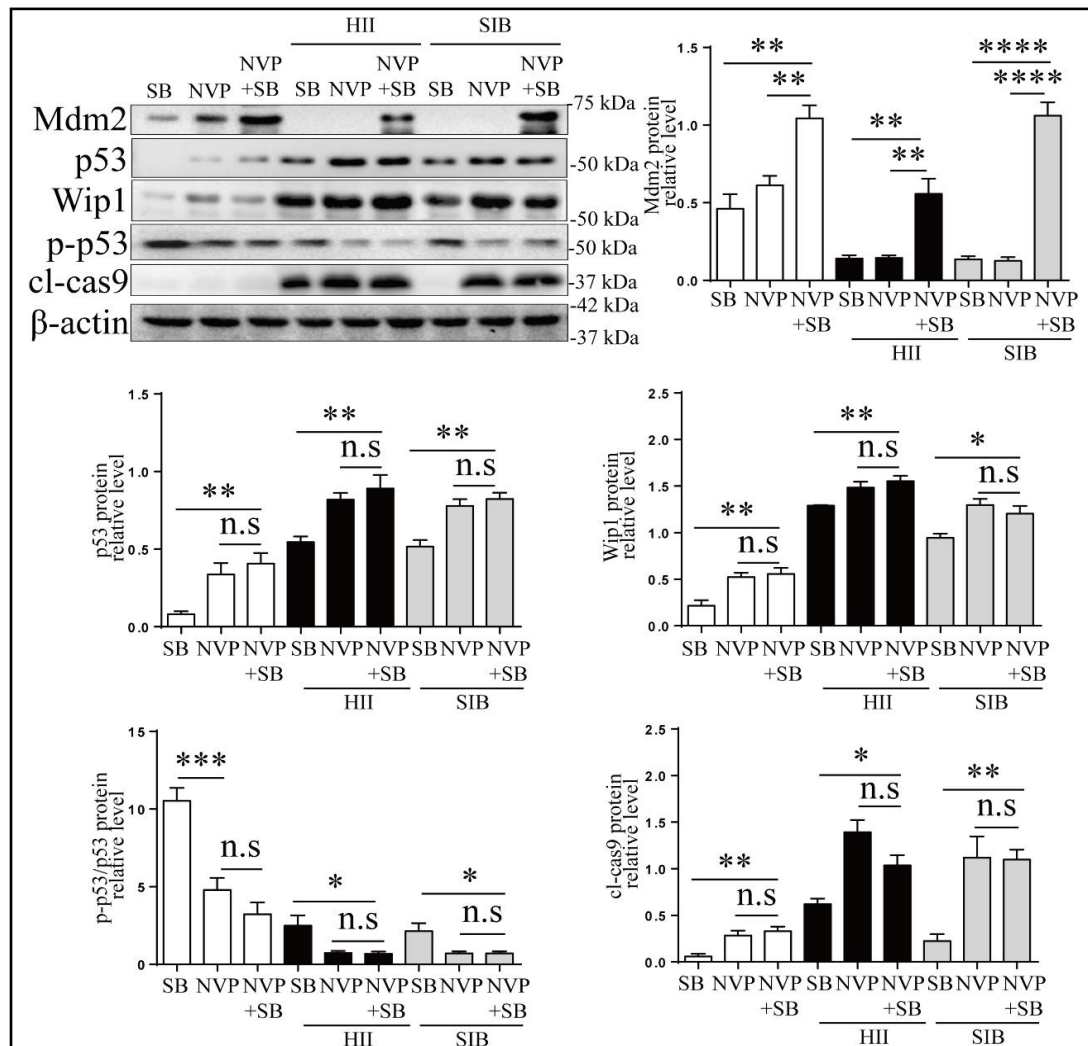 HII SIB
SB NVP NVP +SB SB NVP NVP +SB SB NVP NVP +SB
Mdm2 -75 kDa
p53 -50 kDa
Wip1
-50 kDa
p-p53 -50 kDa
cl-cas9 -37 kDa
-42 kDa
β-actin
-37 kDa
Mdm2 protein
relative level
1.5
1.0
0.5
0.0
** ** ** ** **** ****
SB NVP NVP +SB SB NVP NVP +SB SB NVP NVP +SB
HII SIB
p53 protein
relative level
1.5
1.0
0.5
0.0
** n.s ** n.s ** n.s
SB NVP NVP +SB SB NVP NVP +SB SB NVP NVP +SB
HII SIB
Wip1 protein
relative level
2.5
2.0
1.5
1.0
0.5
0.0
** n.s ** n.s * n.s
SB NVP NVP +SB SB NVP NVP +SB SB NVP NVP +SB
HII SIB
p-p53/p53 protein
relative level
15
10
5
0
*** n.s * n.s * n.s
SB NVP NVP +SB SB NVP NVP +SB SB NVP NVP +SB
HII SIB
cl-cas9 protein
relative level
2.5
2.0
1.5
1.0
0.5
0.0
** n.s * n.s ** n.s
SB NVP NVP +SB SB NVP NVP +SB SB NVP NVP +SB
HII SIB